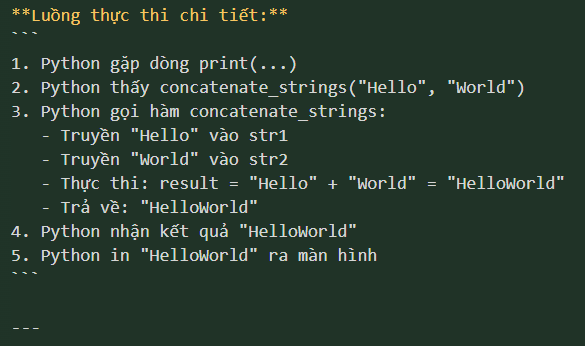 **Luồng thực thi chi tiết:**
```
1. Python gặp dòng print(...)
2. Python thấy concatenate_strings("Hello", "World")
3. Python gọi hàm concatenate_strings:
   - Truyền "Hello" vào str1
   - Truyền "World" vào str2
   - Thực thi: result = "Hello" + "World" = "HelloWorld"
   - Trả về: "HelloWorld"
4. Python nhận kết quả "HelloWorld"
5. Python in "HelloWorld" ra màn hình
```
---